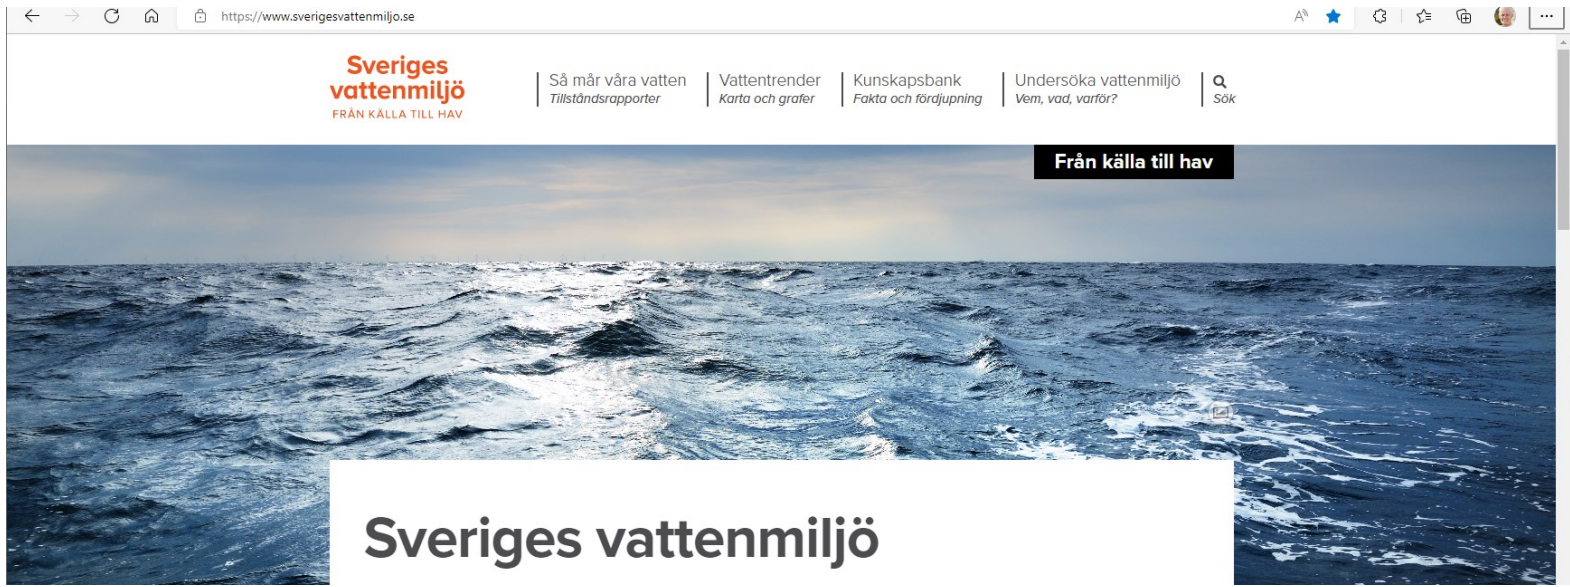 https://www.sverigesvattenmiljo.se
Sveriges
vattenmiljö
FRÅN KÄLLA TILL HAV
Så mår våra vatten
Tillståndsrapporter
Vattentrender
Karta och grafer
Kunskapsbank
Fakta och fördjupning
Undersöka vattenmiljö
Vem, vad, varför?
Sök
Från källa till hav
Sveriges vattenmiljö